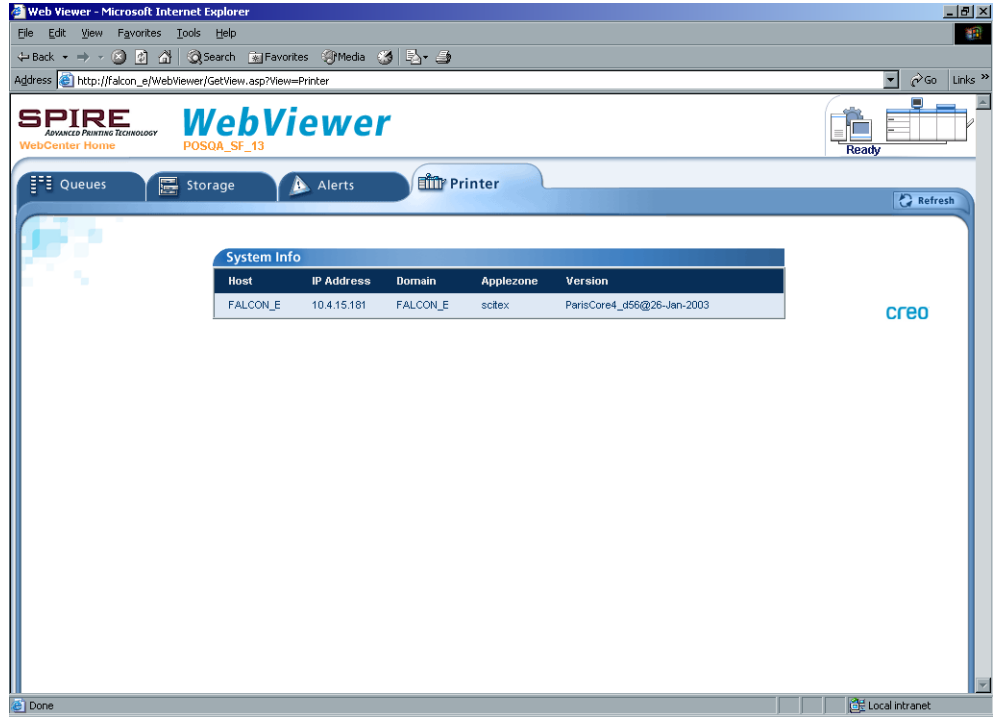 Web Viewer - Microsoft Internet Explorer
File Edit View Favorites Tools Help
Back Search Favorites Media
Address http://falcon_e/WebViewer/GetView.asp?View=Printer Go Links »
SPIRE
ADVANCED PRINTING TECHNOLOGY
WebCenter Home
WebViewer
POSQA_SF_13
Ready
Queues Storage Alerts Printer
Refresh
System Info
Host IP Address Domain Applezone Version
FALCON_E 10.4.15.181 FALCON_E scitex ParisCore4_d56@26-Jan-2003
creo
Done Local intranet